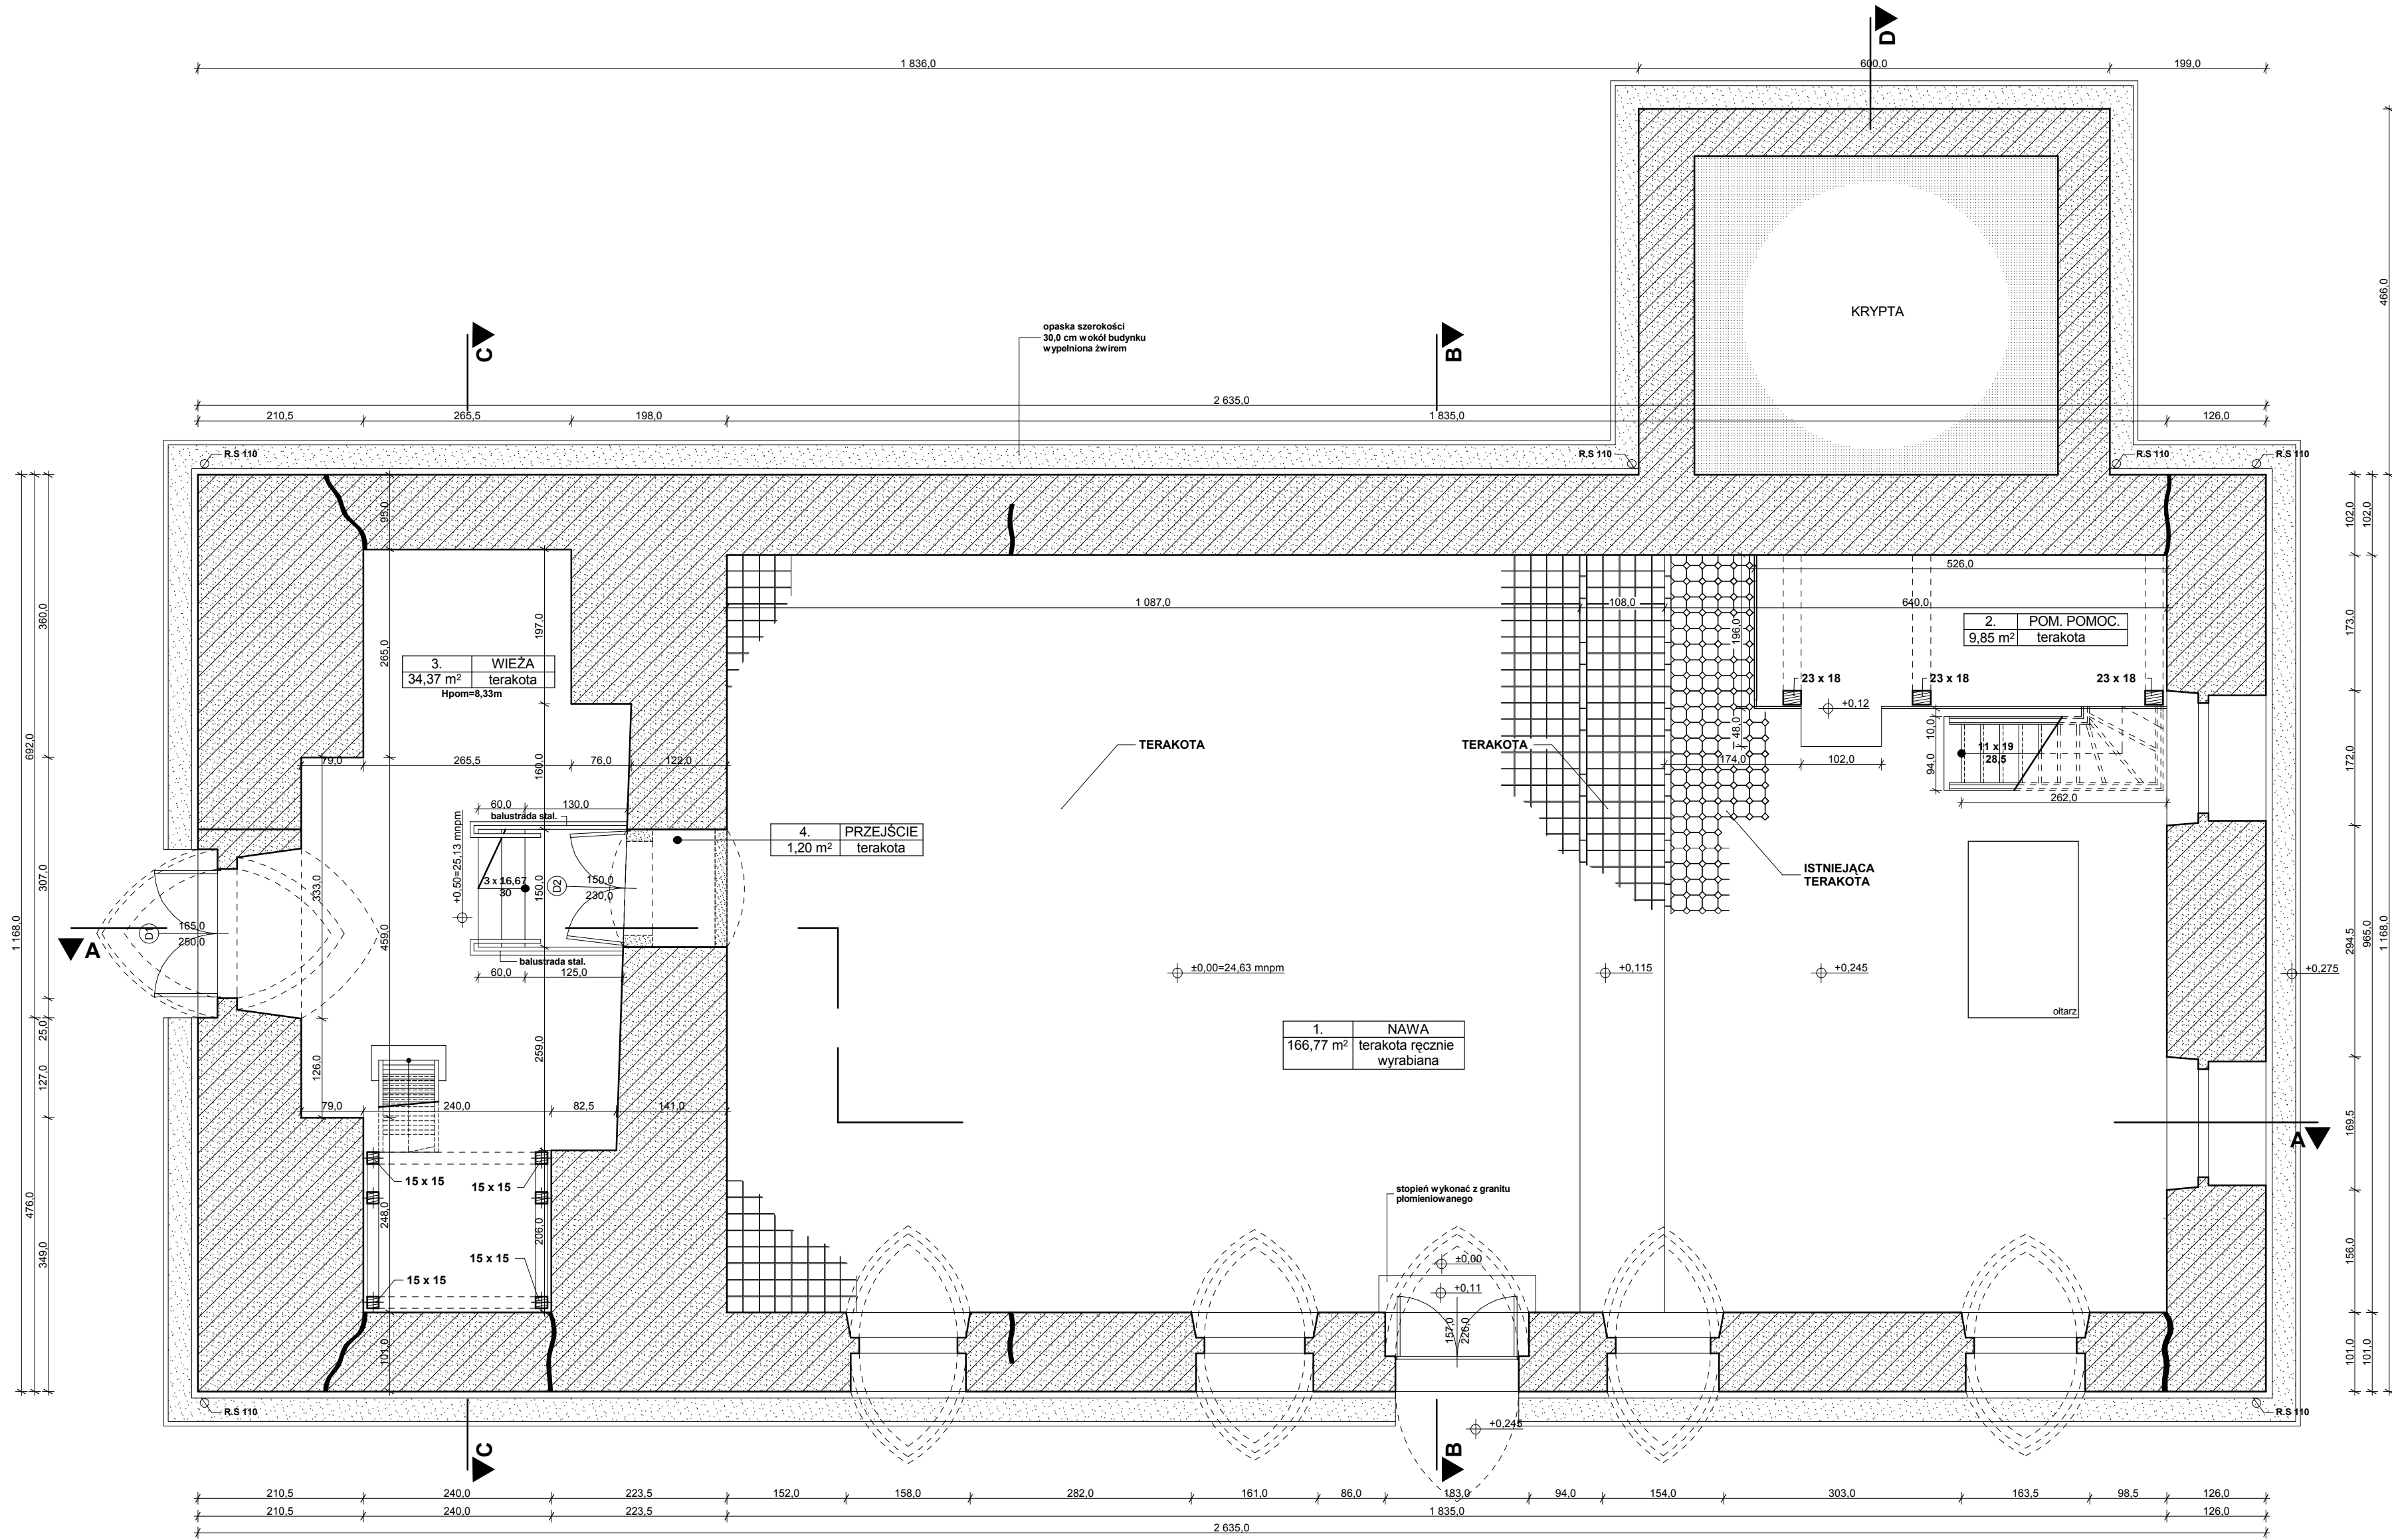 D
1 836,0
600,0
199,0
466,0
KRYPTA
C
B
opaska szerokości
30,0 cm wokół budynku
wypełniona żwirem
2 635,0
210,5
265,5
198,0
1 835,0
126,0
R.S 110
R.S 110
R.S 110
R.S 110
95,0
102,0
102,0
360,0
692,0
1 168,0
197,0
265,0
3.
WIEŻA
34,37 m²
terakota
Hpom=8,33m
1 087,0
108,0
640,0
526,0
196,0
2.
POM. POMOC.
9,85 m²
terakota
173,0
23 x 18
23 x 18
23 x 18
+0,12
48,0
10,0
94,0
11 x 19
28,5
172,0
TERAKOTA
TERAKOTA
174,0
102,0
262,0
79,0
265,5
76,0
122,0
160,0
60,0
130,0
balustrada stal.
+0,50=25,13 mnpm
4.
PRZEJŚCIE
1,20 m²
terakota
ISTNIEJĄCA
TERAKOTA
307,0
333,0
3 x 16,67
30
150,0
D2
150,0
230,0
D1
165,0
250,0
459,0
A
balustrada stal.
60,0
125,0
294,5
965,0
1 168,0
±0,00=24,63 mnpm
+0,115
+0,245
+0,275
ołtarz
25,0
127,0
126,0
259,0
1.
NAWA
166,77 m²
terakota ręcznie
wyrabiana
79,0
240,0
82,5
141,0
169,5
A
476,0
349,0
15 x 15
15 x 15
248,0
206,0
15 x 15
15 x 15
stopień wykonać z granitu
płomieniowanego
±0,00
+0,11
157,0
226,0
156,0
101,0
101,0
101,0
R.S 110
R.S 110
+0,245
C
B
210,5
240,0
223,5
152,0
158,0
282,0
161,0
86,0
183,0
94,0
154,0
303,0
163,5
98,5
126,0
210,5
240,0
223,5
1 835,0
126,0
2 635,0